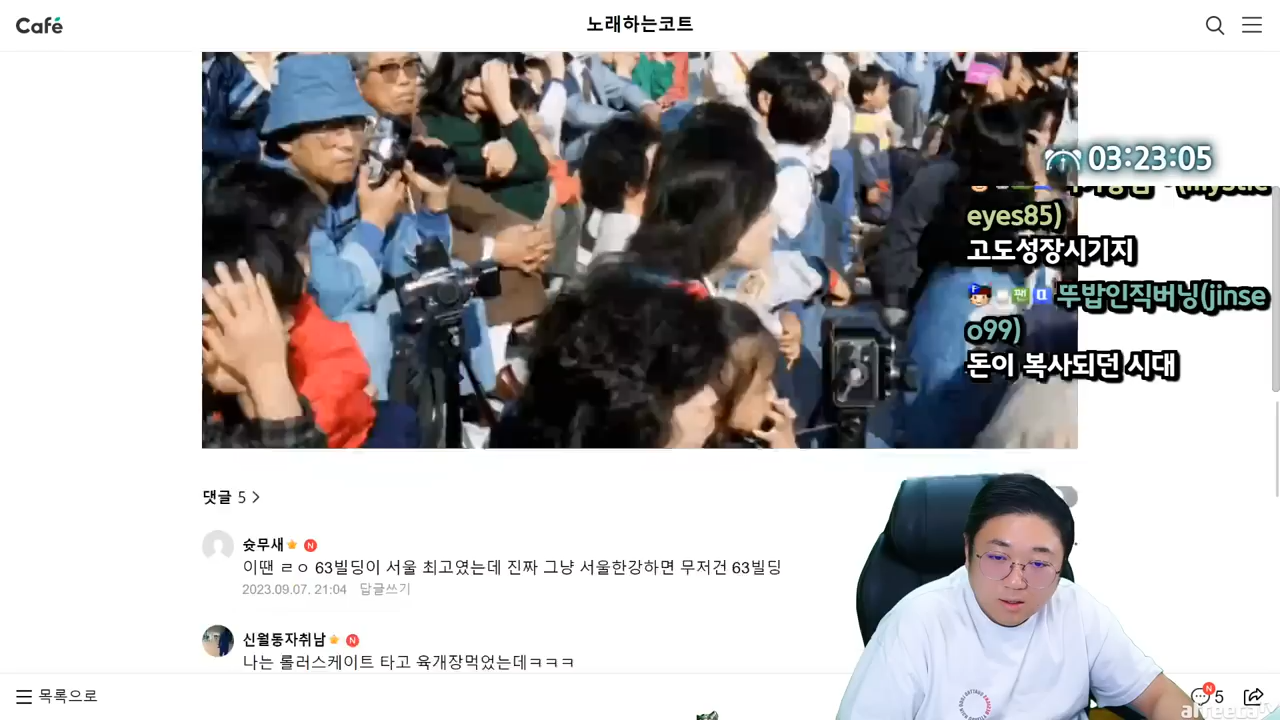 Café
노래하는코트
03:23:05
eyes85)
고도성장시기지
뚜밥인직버닝(jinse
o99)
돈이 복사되던 시대
댓글 5
슞무새 N
이땐 ㄹㅇ 63빌딩이 서울 최고였는데 진짜 그냥 서울한강하면 무저건 63빌딩
2023.09.07. 21:04 답글쓰기
신월동자취남 N
나는 롤러스케이트 타고 육개장먹었는데ㅋㅋㅋ
목록으로
N
5
afreecaTV